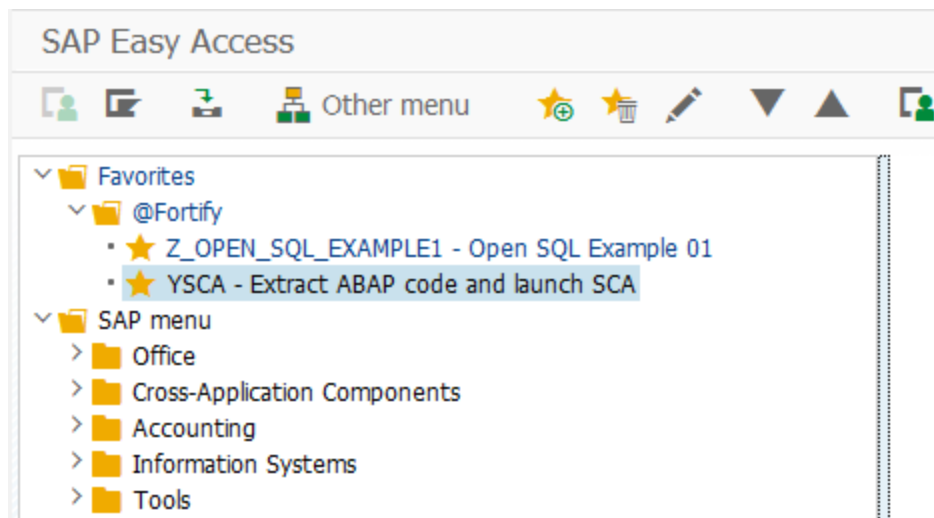 SAP Easy Access
Other menu
Favorites
@Fortify
Z_OPEN_SQL_EXAMPLE1 - Open SQL Example 01
YSCA - Extract ABAP code and launch SCA
SAP menu
Office
Cross-Application Components
Accounting
Information Systems
Tools